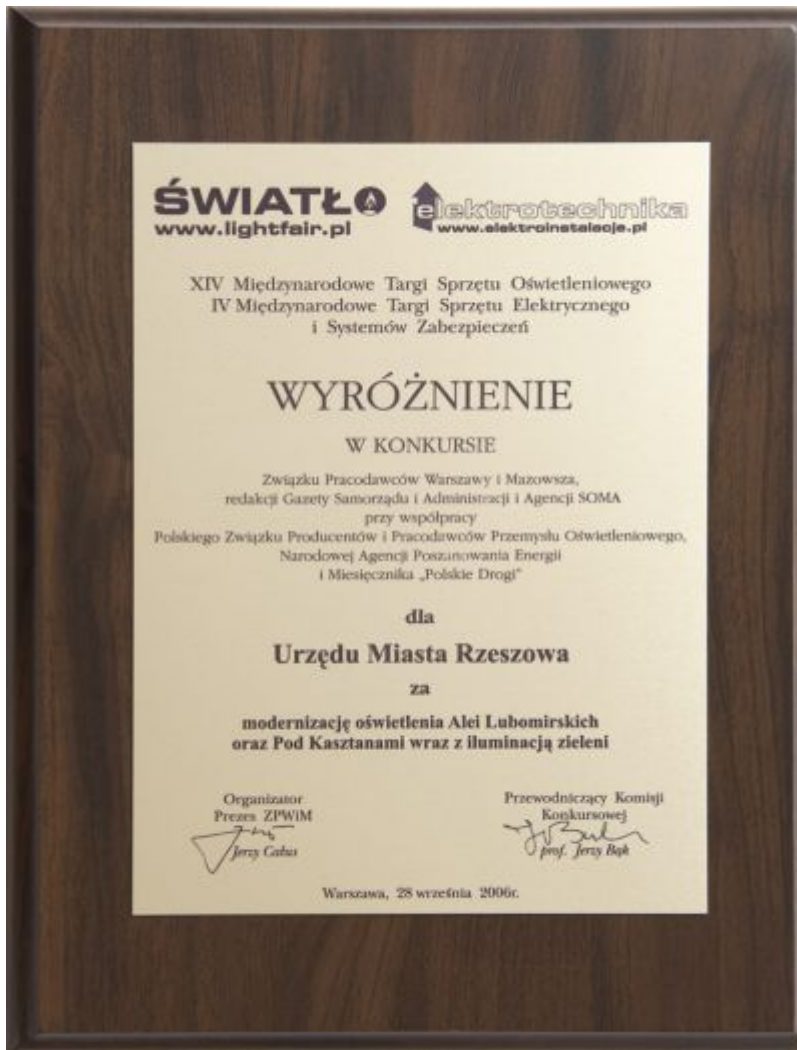 ŚWIATŁO
www.lightfair.pl
elektrotechnika
www.elektroinstalacje.pl
XIV Międzynarodowe Targi Sprzętu Oświetleniowego
IV Międzynarodowe Targi Sprzętu Elektrycznego
i Systemów Zabezpieczeń
WYRÓŻNIENIE
W KONKURSIE
Związku Pracodawców Warszawy i Mazowsza,
redakcji Gazety Samorządu i Administracji i Agencji SOMA
przy współpracy
Polskiego Związku Producentów i Pracodawców Przemysłu Oświetleniowego,
Narodowej Agencji Poszanowania Energii
i Miesięcznika „Polskie Drogi”
dla
Urzędu Miasta Rzeszowa
za
modernizację oświetlenia Alei Lubomirskich
oraz Pod Kasztanami wraz z iluminacją zieleni
Organizator
Prezes ZPWiM
Jerzy Całus
Przewodniczący Komisji
Konkursowej
prof. Jerzy Bąk
Warszawa, 28 września 2006r.